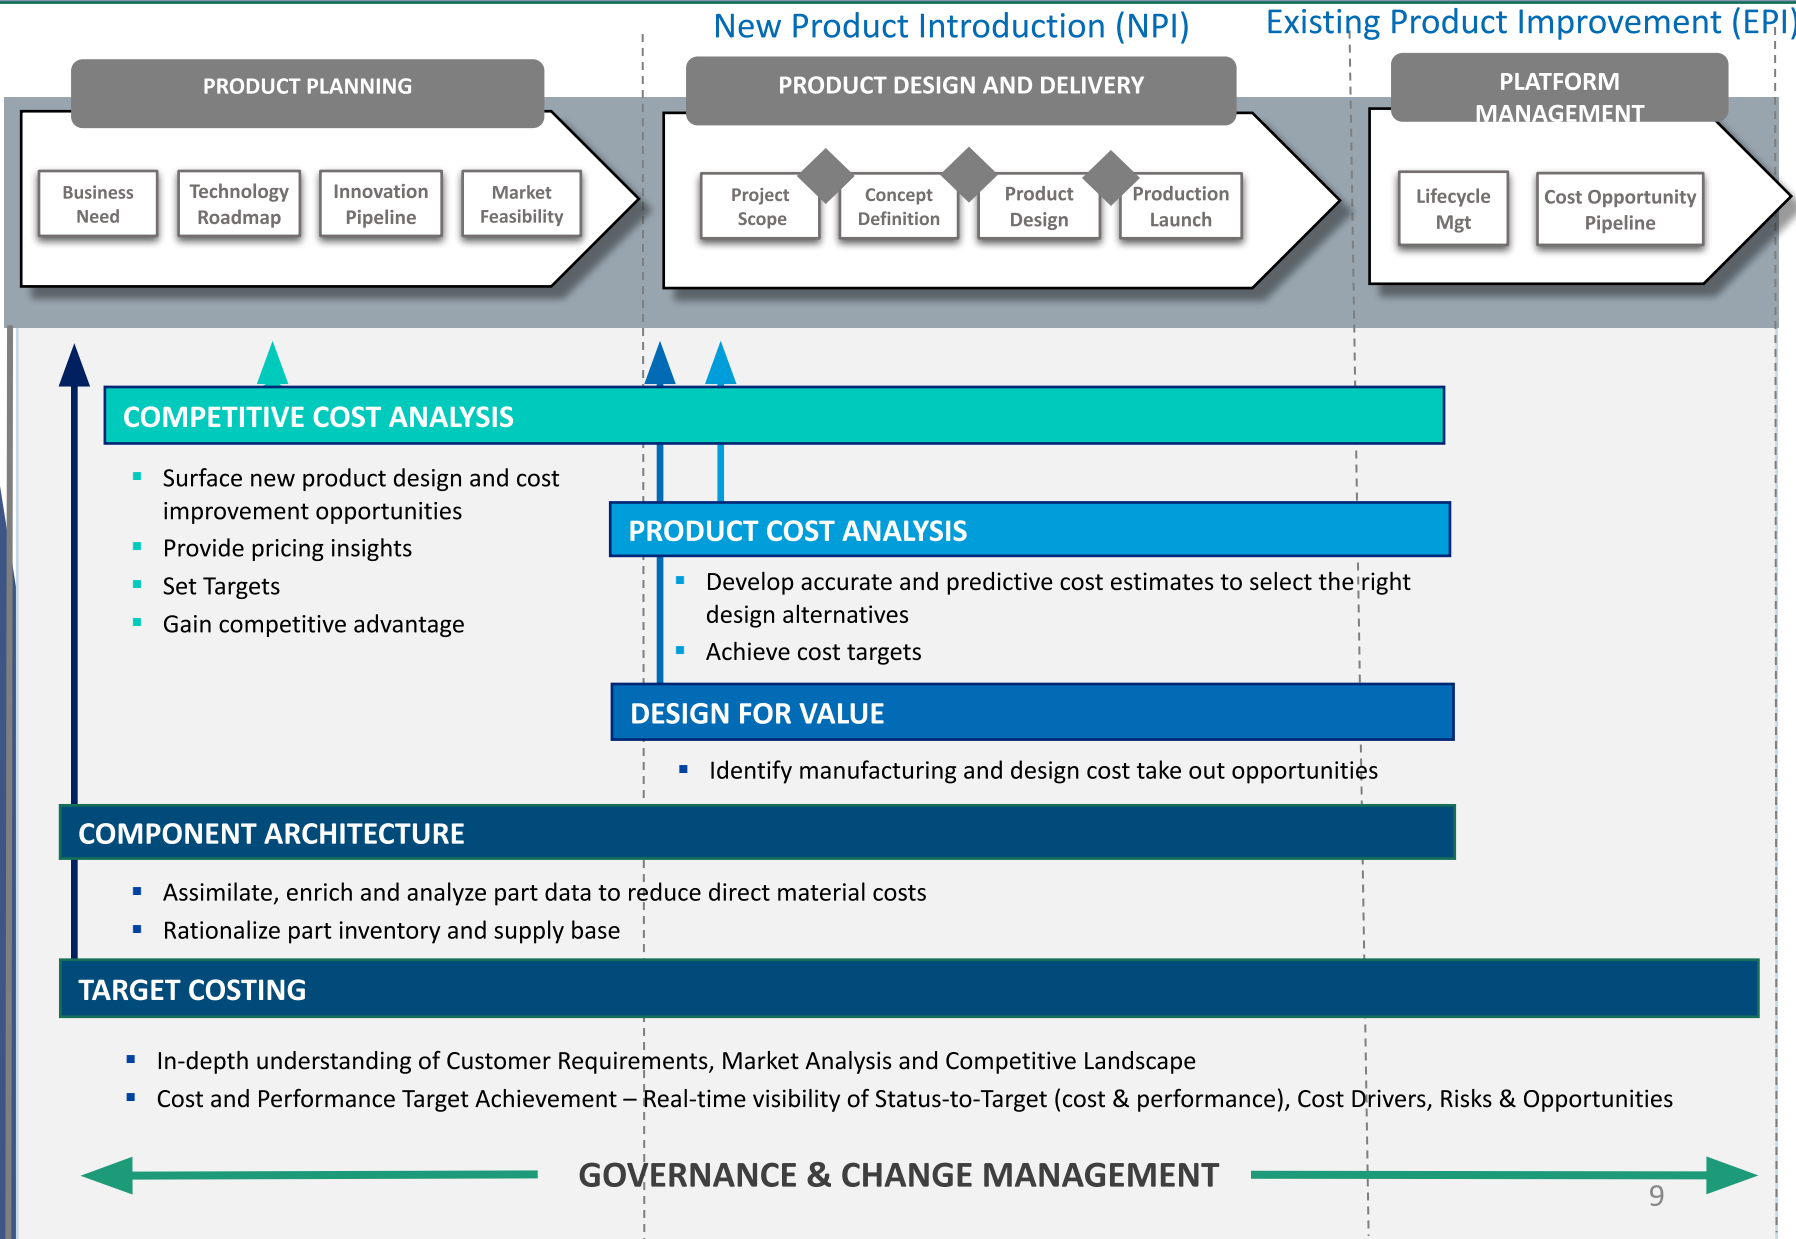 New Product Introduction (NPI)
Existing Product Improvement (EPI)
PRODUCT PLANNING
PRODUCT DESIGN AND DELIVERY
PLATFORM
MANAGEMENT
Business
Need
Technology
Roadmap
Innovation
Pipeline
Market
Feasibility
Project
Scope
Concept
Definition
Product
Design
Production
Launch
Lifecycle
Mgt
Cost Opportunity
Pipeline
COMPETITIVE COST ANALYSIS
Surface new product design and cost
improvement opportunities
Provide pricing insights
Set Targets
Gain competitive advantage
PRODUCT COST ANALYSIS
Develop accurate and predictive cost estimates to select the right
design alternatives
Achieve cost targets
DESIGN FOR VALUE
Identify manufacturing and design cost take out opportunities
COMPONENT ARCHITECTURE
Assimilate, enrich and analyze part data to reduce direct material costs
Rationalize part inventory and supply base
TARGET COSTING
In-depth understanding of Customer Requirements, Market Analysis and Competitive Landscape
Cost and Performance Target Achievement – Real-time visibility of Status-to-Target (cost & performance), Cost Drivers, Risks & Opportunities
GOVERNANCE & CHANGE MANAGEMENT
9